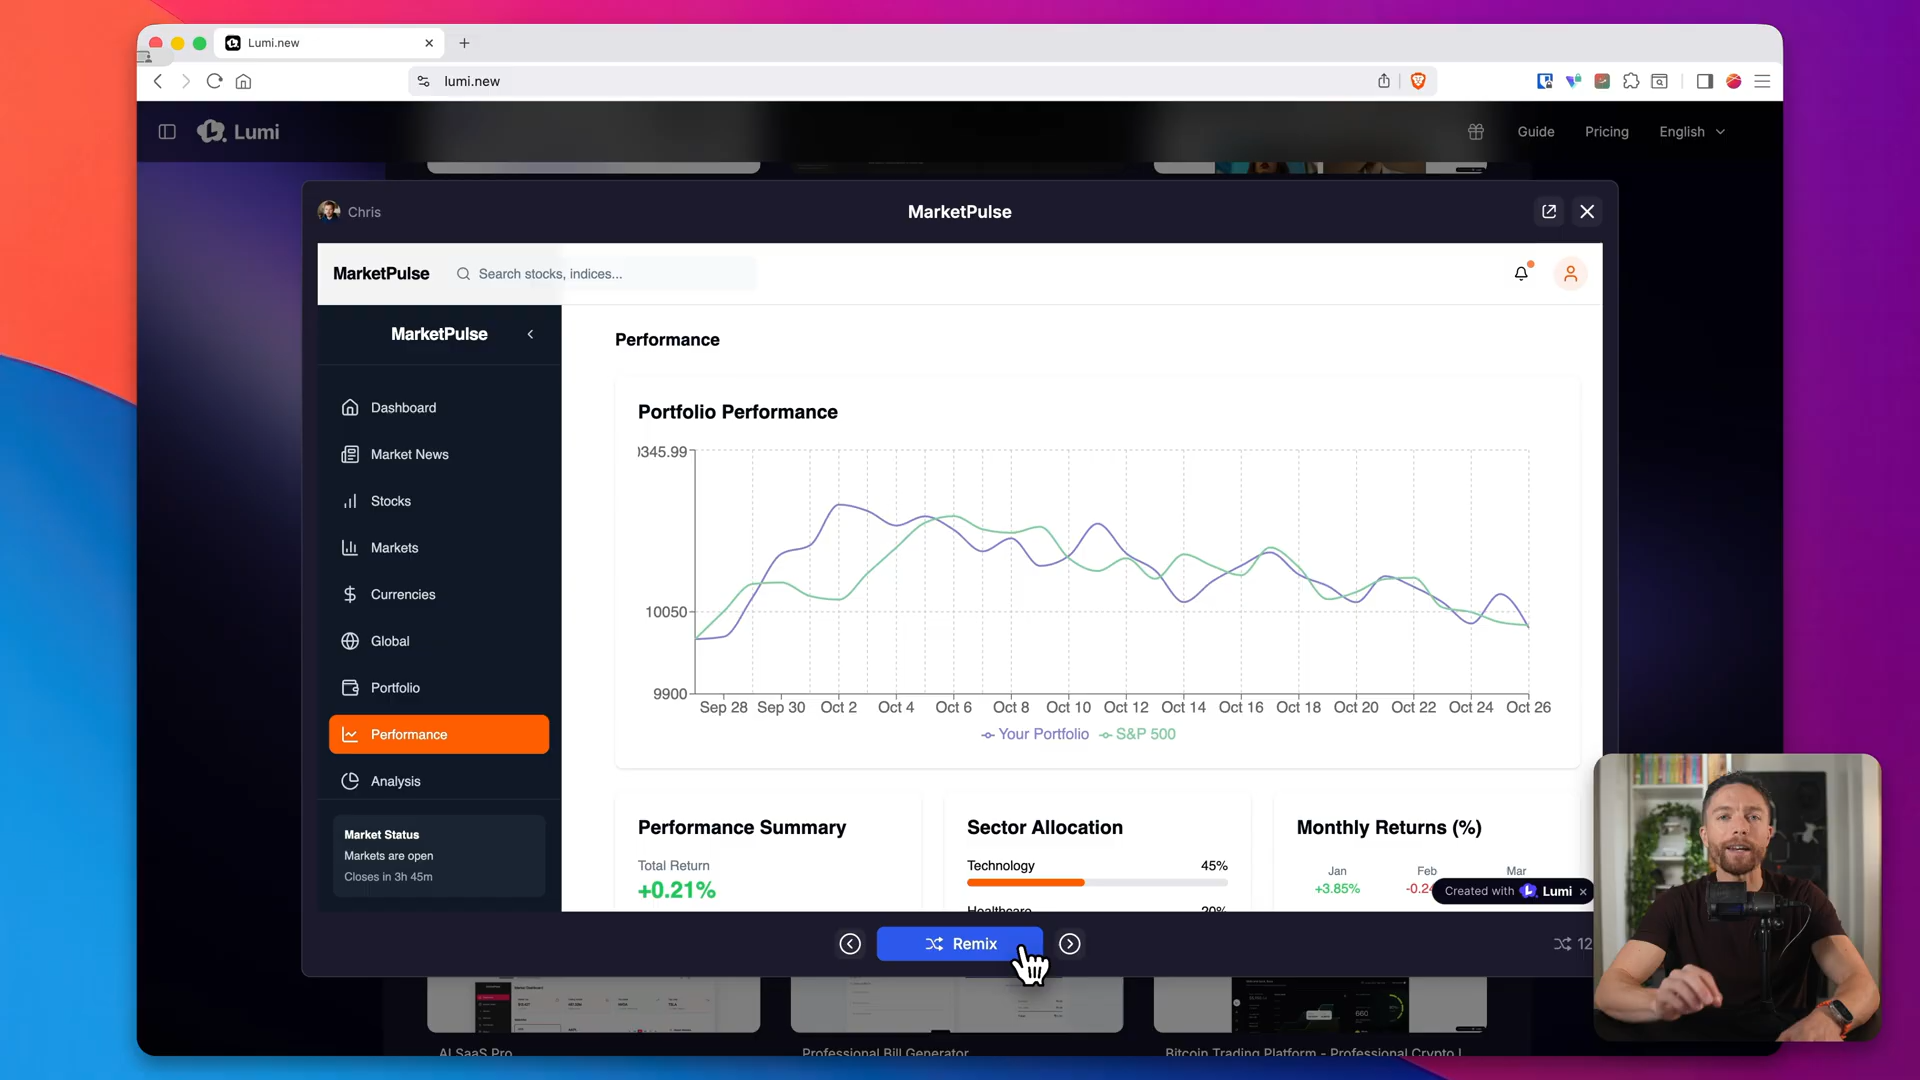 Lumi.new
lumi.new
Lumi
Guide
Pricing
English
Chris
MarketPulse
MarketPulse
Search stocks, indices...
MarketPulse
Dashboard
Market News
Stocks
Markets
Currencies
Global
Portfolio
Performance
Analysis
Market Status
Markets are open
Closes in 3h 45m
Performance
Portfolio Performance
345.99
10050
9900
Sep 28 Sep 30 Oct 2 Oct 4 Oct 6 Oct 8 Oct 10 Oct 12 Oct 14 Oct 16 Oct 18 Oct 20 Oct 22 Oct 24 Oct 26
Your Portfolio S&P 500
Performance Summary
Total Return
+0.21%
Sector Allocation
Technology 45%
Healthcare 20%
Monthly Returns (%)
Jan Feb Mar
+3.85% -0.2
Created with Lumi
Remix
12
AI SaaS Pro
Professional Bill Generator
Bitcoin Trading Platform - Professional Crypto